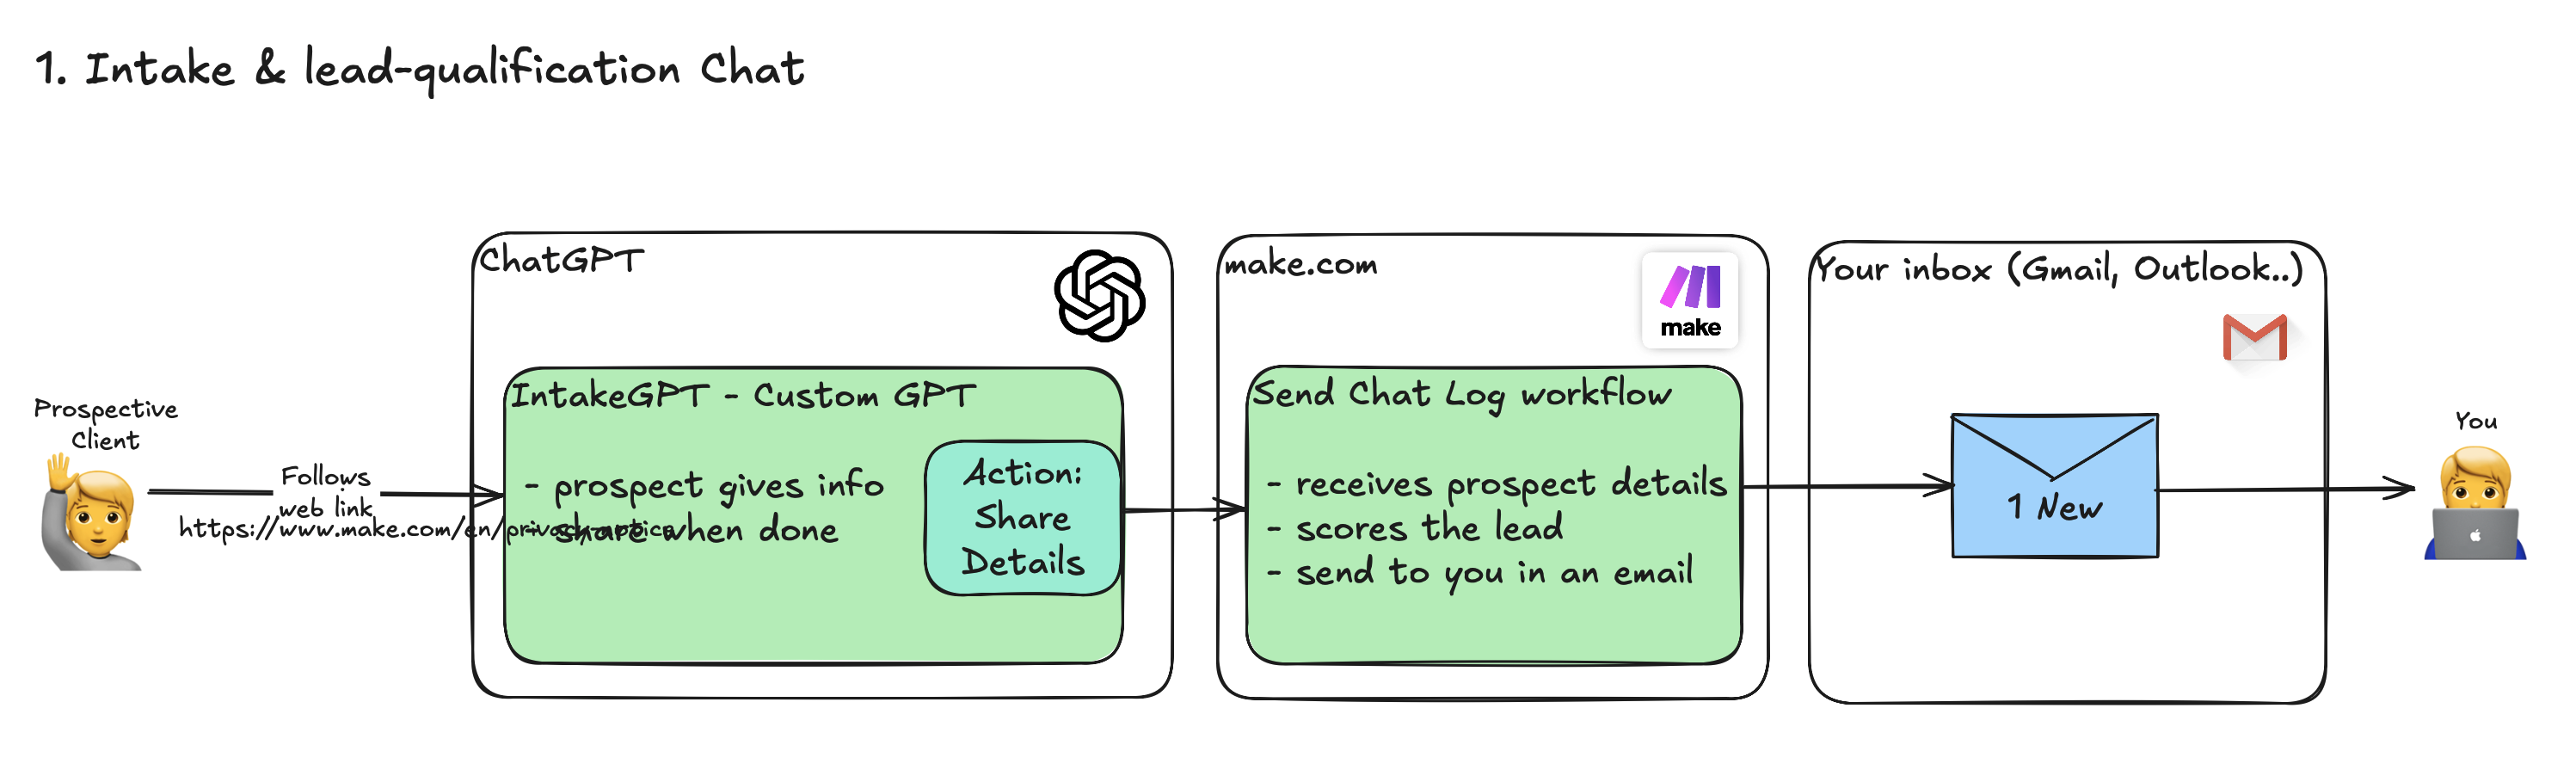 1. Intake & lead-qualification Chat
ChatGPT
make.com
make
Your inbox (Gmail, Outlook..)
Prospective
Client
Follows
web link
https://www.make.com/en/privacy-notice
IntakeGPT - Custom GPT
- prospect gives info
- share when done
Action:
Share
Details
Send Chat Log workflow
- receives prospect details
- scores the lead
- send to you in an email
1 New
You